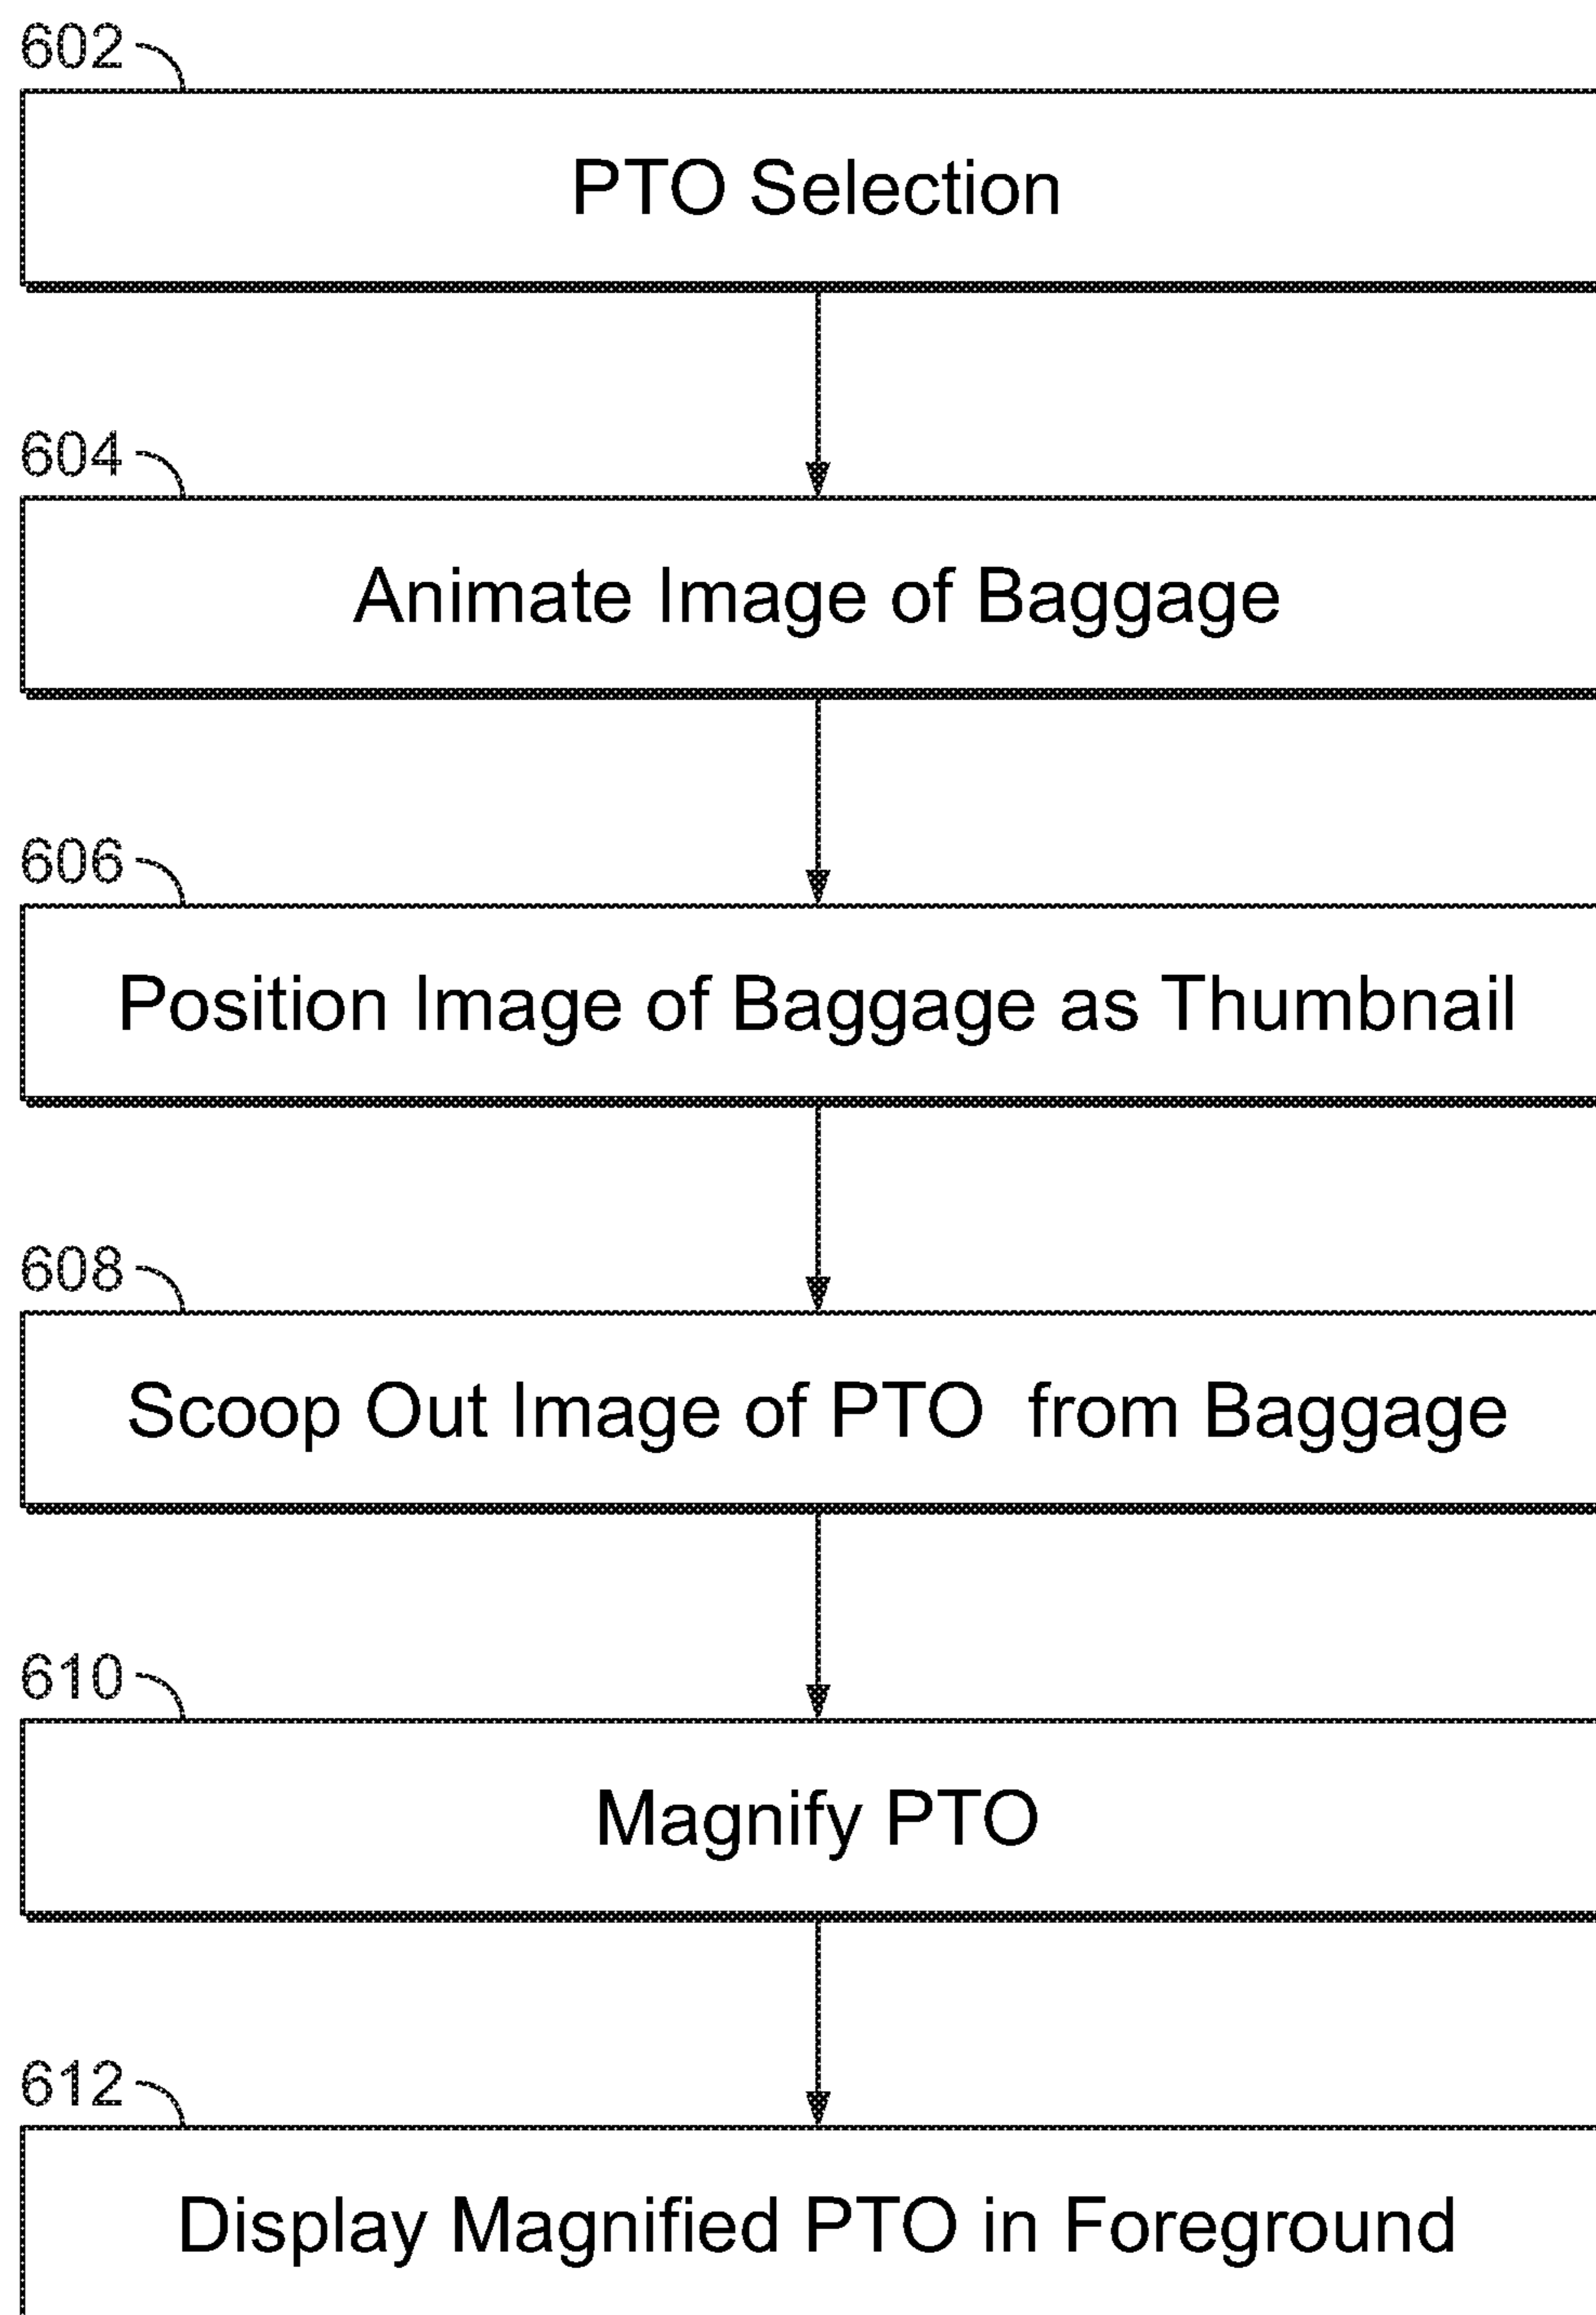 602
PTO Selection
604
Animate Image of Baggage
606
Position Image of Baggage as Thumbnail
608
Scoop Out Image of PTO  from Baggage
610
Magnify PTO
612
Display Magnified PTO in Foreground